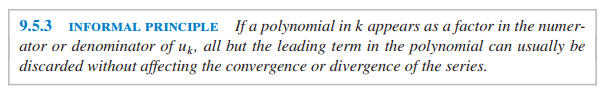 9.5.3 INFORMAL PRINCIPLE If a polynomial in k appears as a factor in the numer-
ator or denominator of uₖ, all but the leading term in the polynomial can usually be
discarded without affecting the convergence or divergence of the series.